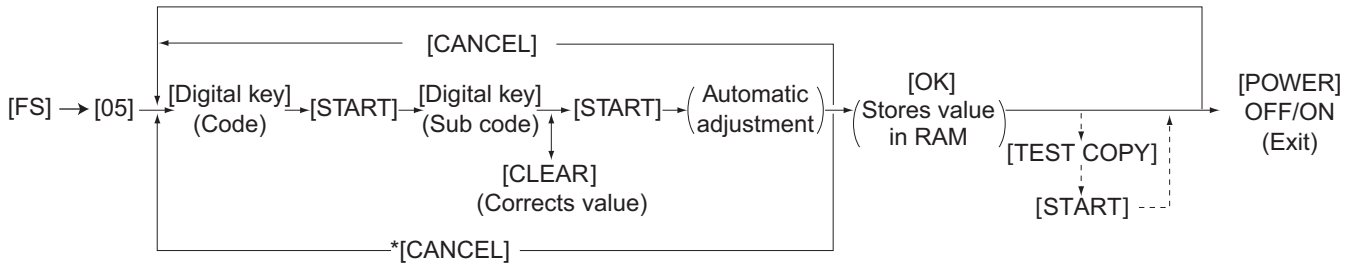 [CANCEL]
[FS] [05] [Digital key] [START] [Digital key] [START] (Automatic [OK] [POWER]
(Code) (Sub code) adjustment) (Stores value OFF/ON
in RAM) (Exit)
[CLEAR] [TEST COPY]
(Corrects value) [START]
*[CANCEL]